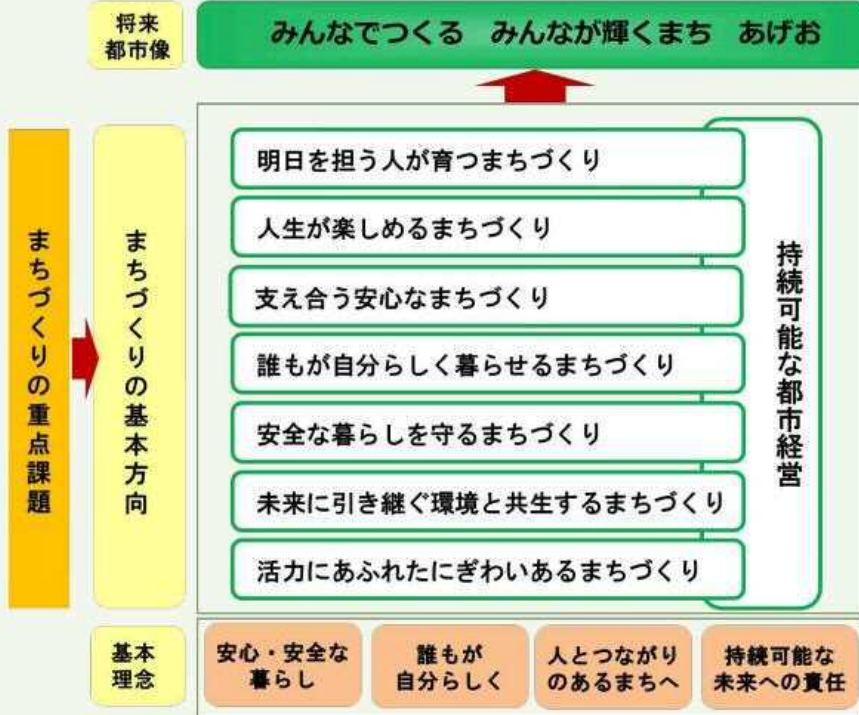 将来
都市像
みんなでつくる　みんなが輝くまち　あげお
まちづくりの重点課題
まちづくりの基本方向
明日を担う人が育つまちづくり
人生が楽しめるまちづくり
支え合う安心なまちづくり
誰もが自分らしく暮らせるまちづくり
安全な暮らしを守るまちづくり
未来に引き継ぐ環境と共生するまちづくり
活力にあふれたにぎわいあるまちづくり
持続可能な都市経営
基本
理念
安心・安全な
暮らし
誰もが
自分らしく
人とつながり
のあるまちへ
持続可能な
未来への責任